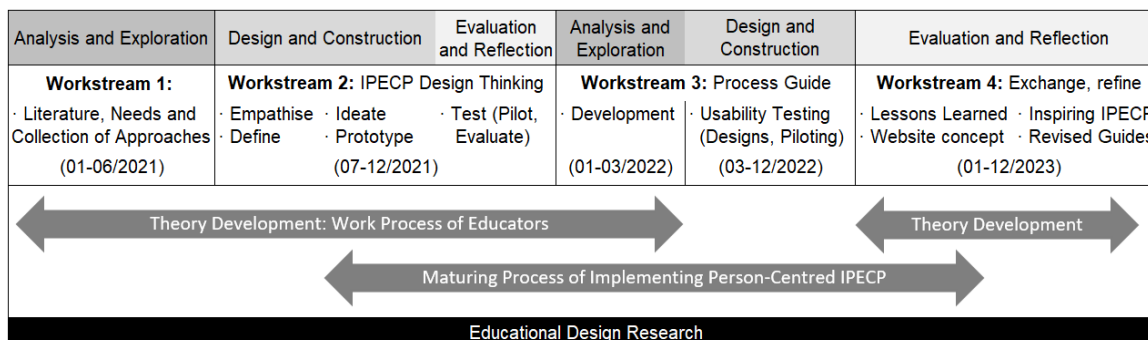 Analysis and Exploration
Design and Construction
Evaluation
and Reflection
Analysis and
Exploration
Design and
Construction
Evaluation and Reflection
Workstream 1:
· Literature, Needs and
Collection of Approaches
(01-06/2021)
Workstream 2: IPECP Design Thinking
· Empathise · Ideate · Test (Pilot,
· Define · Prototype Evaluate)
(07-12/2021)
Workstream 3: Process Guide
· Development
(01-03/2022)
· Usability Testing
(Designs, Piloting)
(03-12/2022)
Workstream 4: Exchange, refine
· Lessons Learned · Inspiring IPECP
· Website concept · Revised Guides
(01-12/2023)
Theory Development: Work Process of Educators
Theory Development
Maturing Process of Implementing Person-Centred IPECP
Educational Design Research